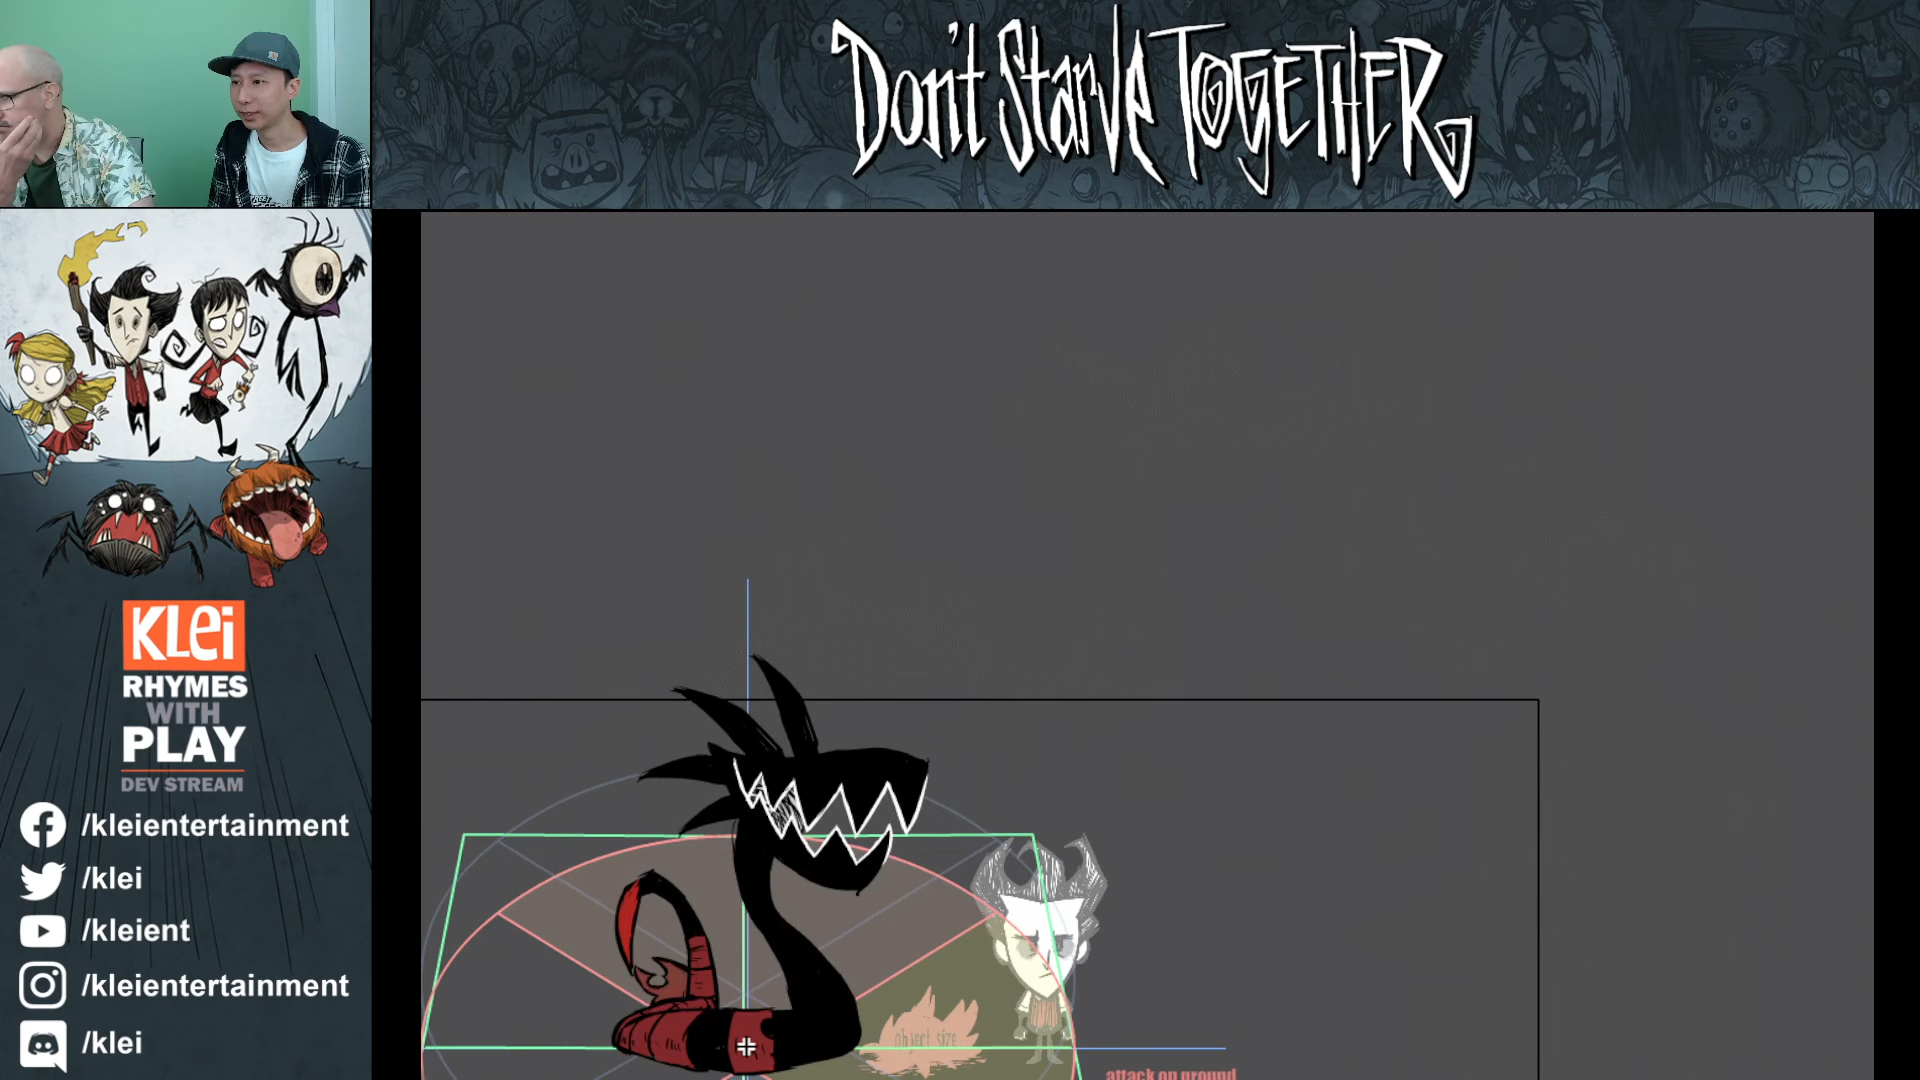 Don't Starve TOGETHER
KLei
RHYMES
WITH
PLAY
DEV STREAM
/kleientertainment
/klei
/kleient
/kleientertainment
/klei
object size
attack on ground